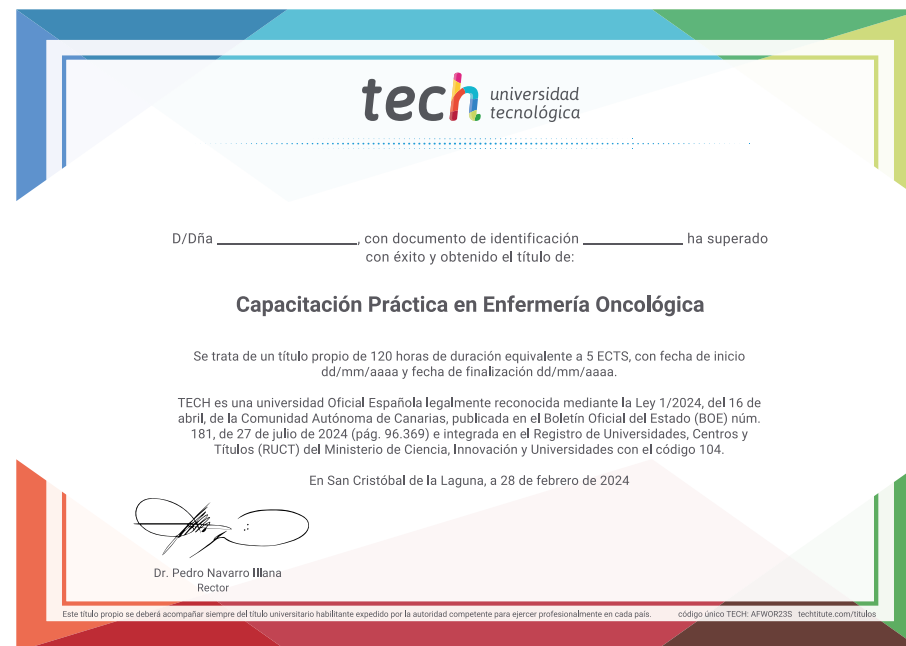 tech universidad
tecnológica
D/Dña ____________________, con documento de identificación ______________ ha superado
con éxito y obtenido el título de:
Capacitación Práctica en Enfermería Oncológica
Se trata de un título propio de 120 horas de duración equivalente a 5 ECTS, con fecha de inicio
dd/mm/aaaa y fecha de finalización dd/mm/aaaa.
TECH es una universidad Oficial Española legalmente reconocida mediante la Ley 1/2024, del 16 de
abril, de la Comunidad Autónoma de Canarias, publicada en el Boletín Oficial del Estado (BOE) núm.
181, de 27 de julio de 2024 (pág. 96.369) e integrada en el Registro de Universidades, Centros y
Títulos (RUCT) del Ministerio de Ciencia, Innovación y Universidades con el código 104.
En San Cristóbal de la Laguna, a 28 de febrero de 2024
Dr. Pedro Navarro Illana
Rector
Este título propio se deberá acompañar siempre del título universitario habilitante expedido por la autoridad competente para ejercer profesionalmente en cada país. código único TECH: AFWOR23S techtitute.com/titulos